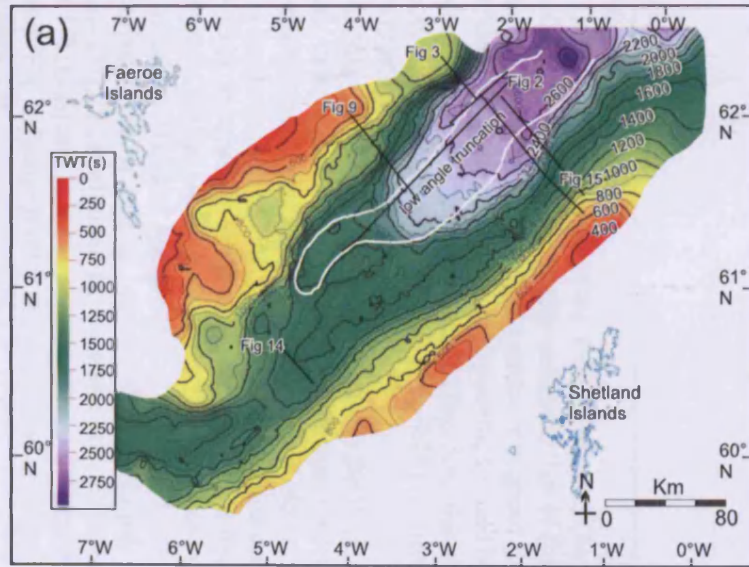 (a)
7°W 6°W 5°W 4°W 3°W 2°W 1°W 0°W
Faeroe
Islands
Fig 3
Fig 2
Fig 9
62°
N
62°
N
2200
2000
1800
1600
1400
1200
1000
800
600
400
2600
2400
low angle truncation
Fig 15
TWT(s)
0
250
500
750
1000
1250
1500
1750
2000
2250
2500
2750
61°
N
61°
N
Fig 14
Shetland
Islands
60°
N
60°
N
N
Km
0 80
7°W 6°W 5°W 4°W 3°W 2°W 1°W 0°W